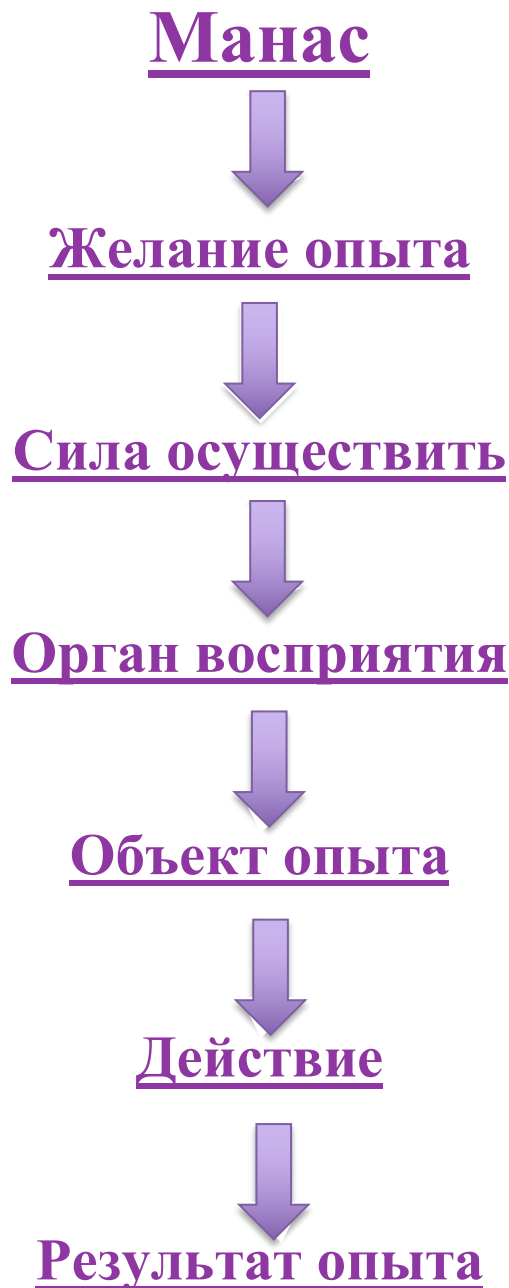 Манас
Желание опыта
Сила осуществить
Орган восприятия
Объект опыта
Действие
Результат опыта